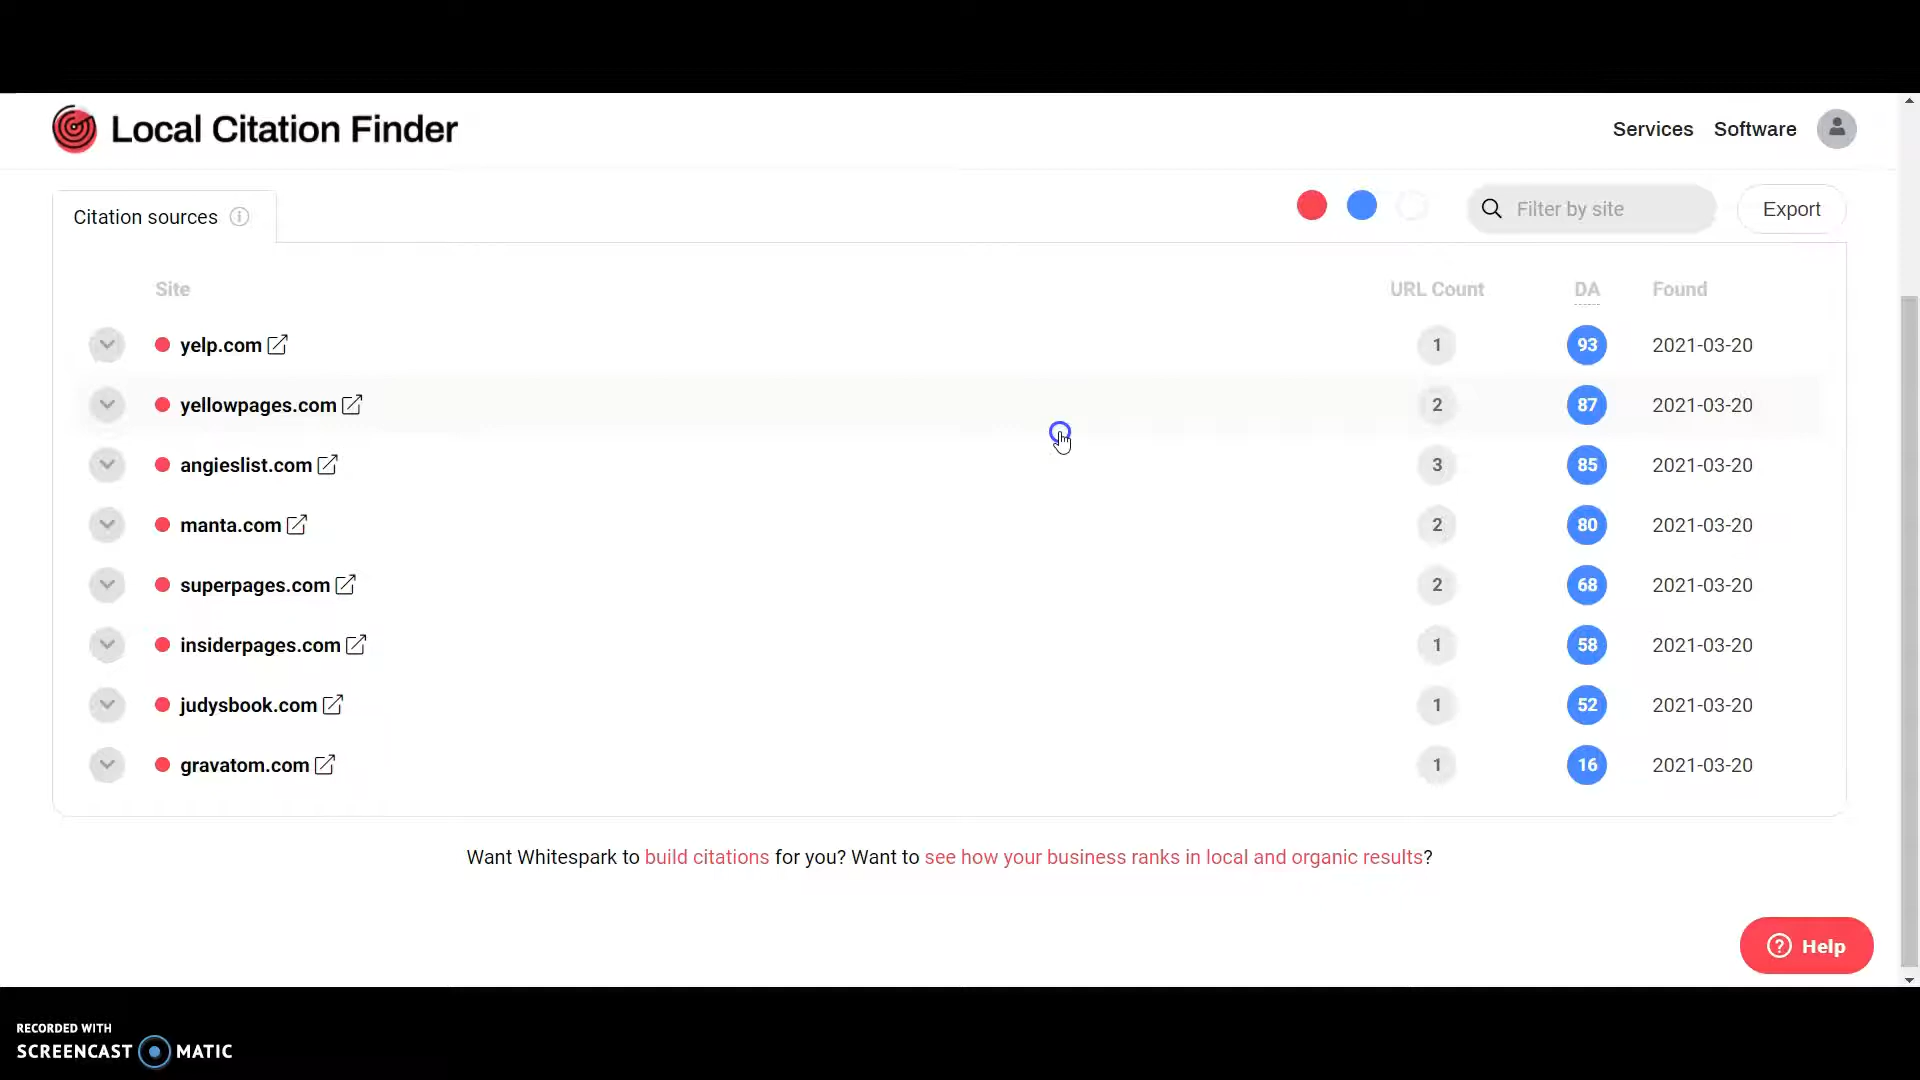 Local Citation Finder
Services Software
Citation sources
Filter by site
Export
Site URL Count DA Found
yelp.com 1 93 2021-03-20
yellowpages.com 2 87 2021-03-20
angieslist.com 3 85 2021-03-20
manta.com 2 80 2021-03-20
superpages.com 2 68 2021-03-20
insiderpages.com 1 58 2021-03-20
judysbook.com 1 52 2021-03-20
gravatom.com 1 16 2021-03-20
Want Whitespark to build citations for you? Want to see how your business ranks in local and organic results?
Help
RECORDED WITH
SCREENCAST MATIC